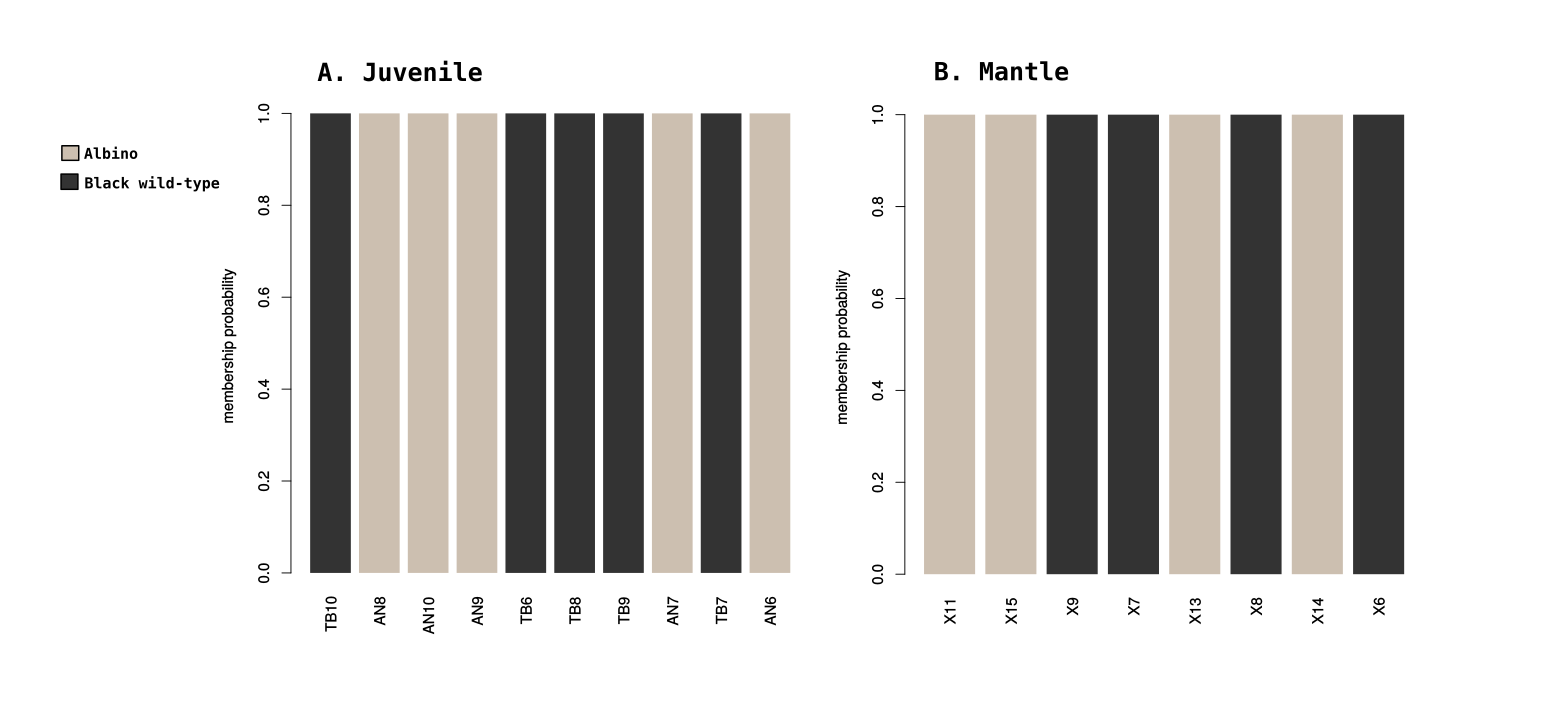 A. Juvenile
B. Mantle
Albino
Black wild-type
membership probability
1.0
0.8
0.6
0.4
0.2
0.0
TB10 AN8 AN10 AN9 TB6 TB8 TB9 AN7 TB7 AN6
membership probability
1.0
0.8
0.6
0.4
0.2
0.0
X11 X15 X9 X7 X13 X8 X14 X6